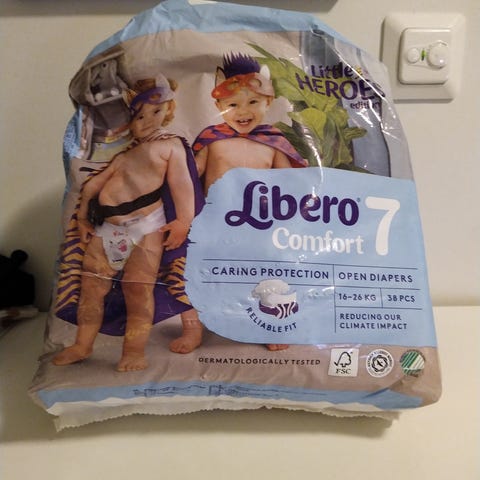 Little
HEROES
edition
Libero
Comfort 7
CARING PROTECTION
OPEN DIAPERS
16-26 KG
38 PCS
RELIABLE FIT
REDUCING OUR
CLIMATE IMPACT
DERMATOLOGICALLY TESTED
FSC